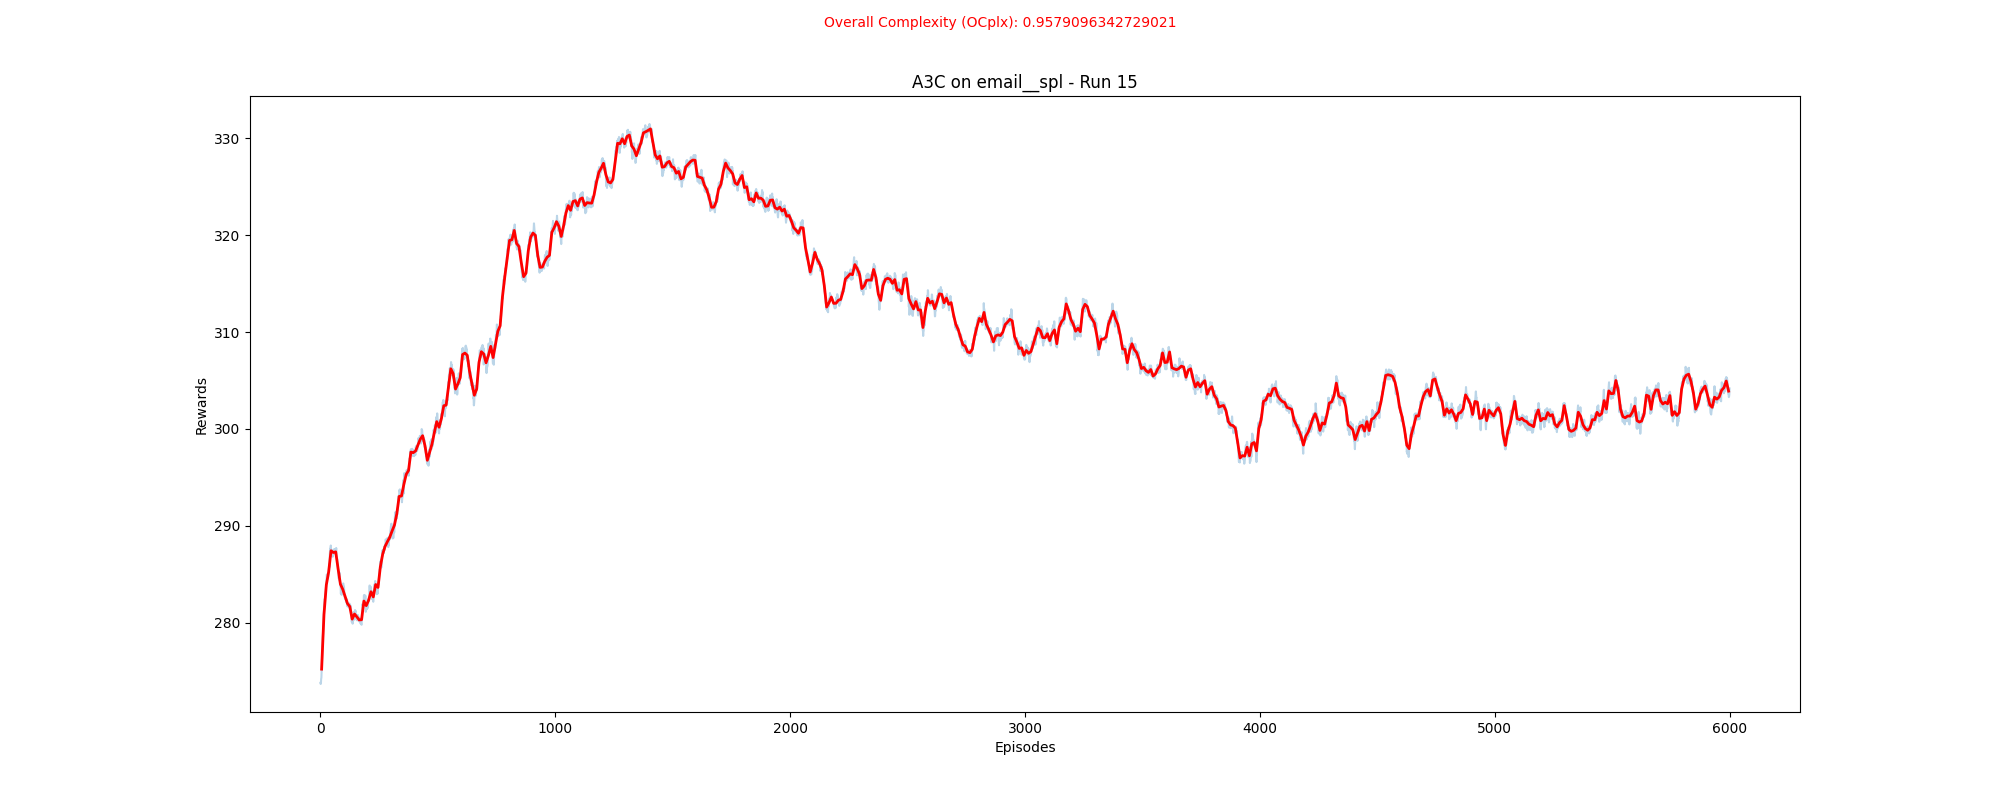 Overall Complexity (OCplx): 0.9579096342729021
A3C on email__spl - Run 15
330
320
310
300
290
280
Rewards
0 1000 2000 3000 4000 5000 6000
Episodes